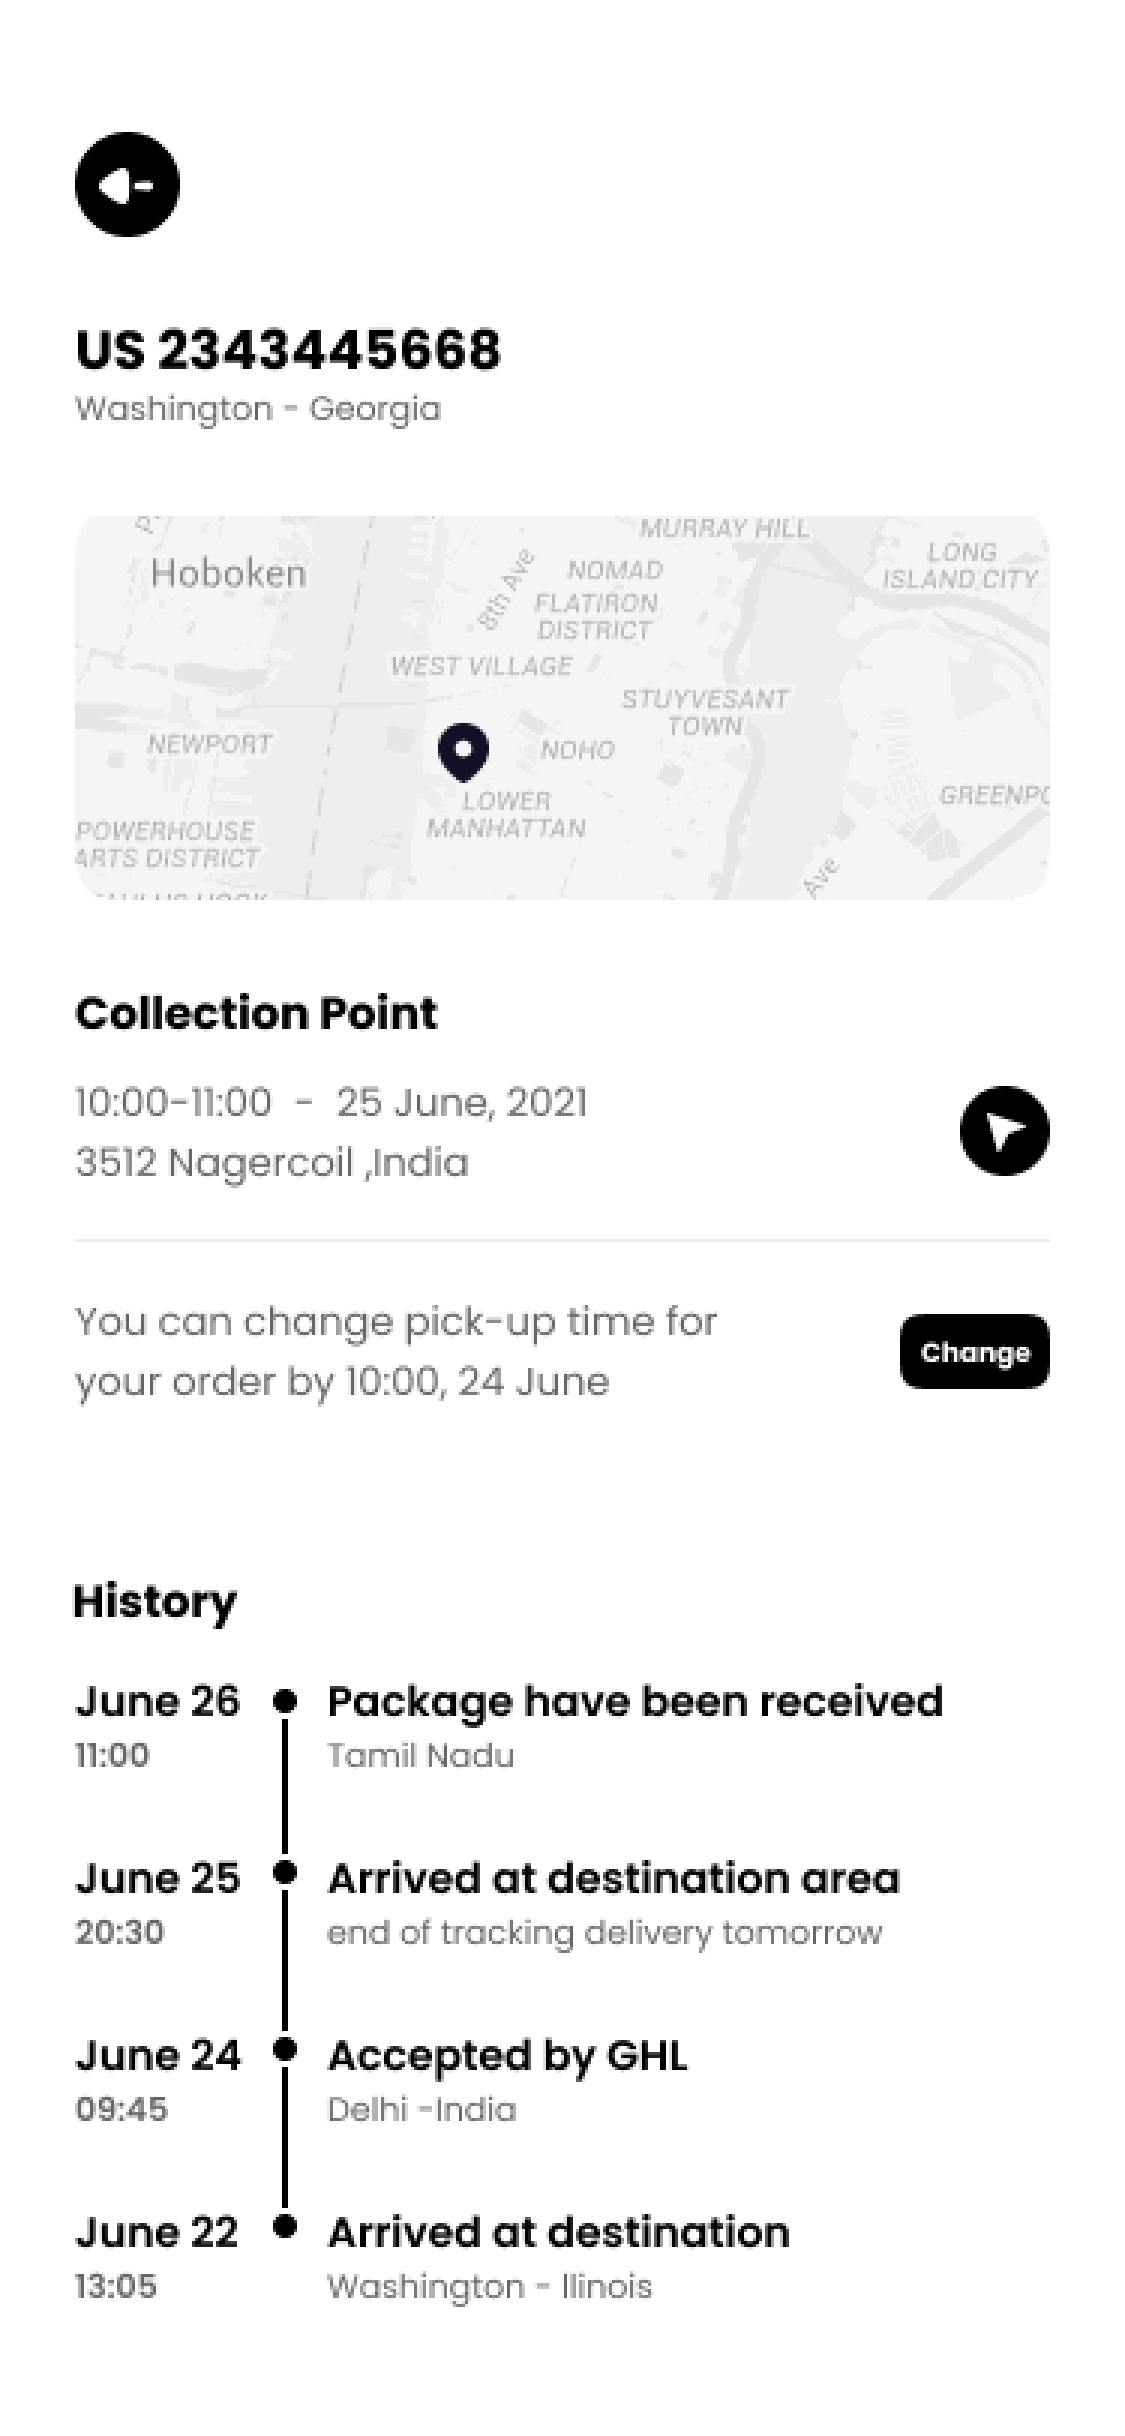 US 2343445668
Washington - Georgia
MURRAY HILL
Hoboken
8th Ave
NOMAD
LONG
ISLAND CITY
FLATIRON
DISTRICT
WEST VILLAGE
STUYVESANT
TOWN
NEWPORT
NOHO
LOWER
MANHATTAN
GREENPO
POWERHOUSE
ARTS DISTRICT
Ave
Collection Point
10:00-11:00 - 25 June, 2021
3512 Nagercoil ,India
You can change pick-up time for
your order by 10:00, 24 June
Change
History
June 26
Package have been received
11:00
Tamil Nadu
June 25
Arrived at destination area
20:30
end of tracking delivery tomorrow
June 24
Accepted by GHL
09:45
Delhi -India
June 22
Arrived at destination
13:05
Washington - llinois